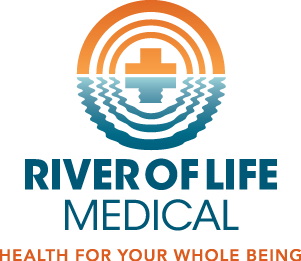 RIVER OF LIFE
MEDICAL
HEALTH FOR YOUR WHOLE BEING